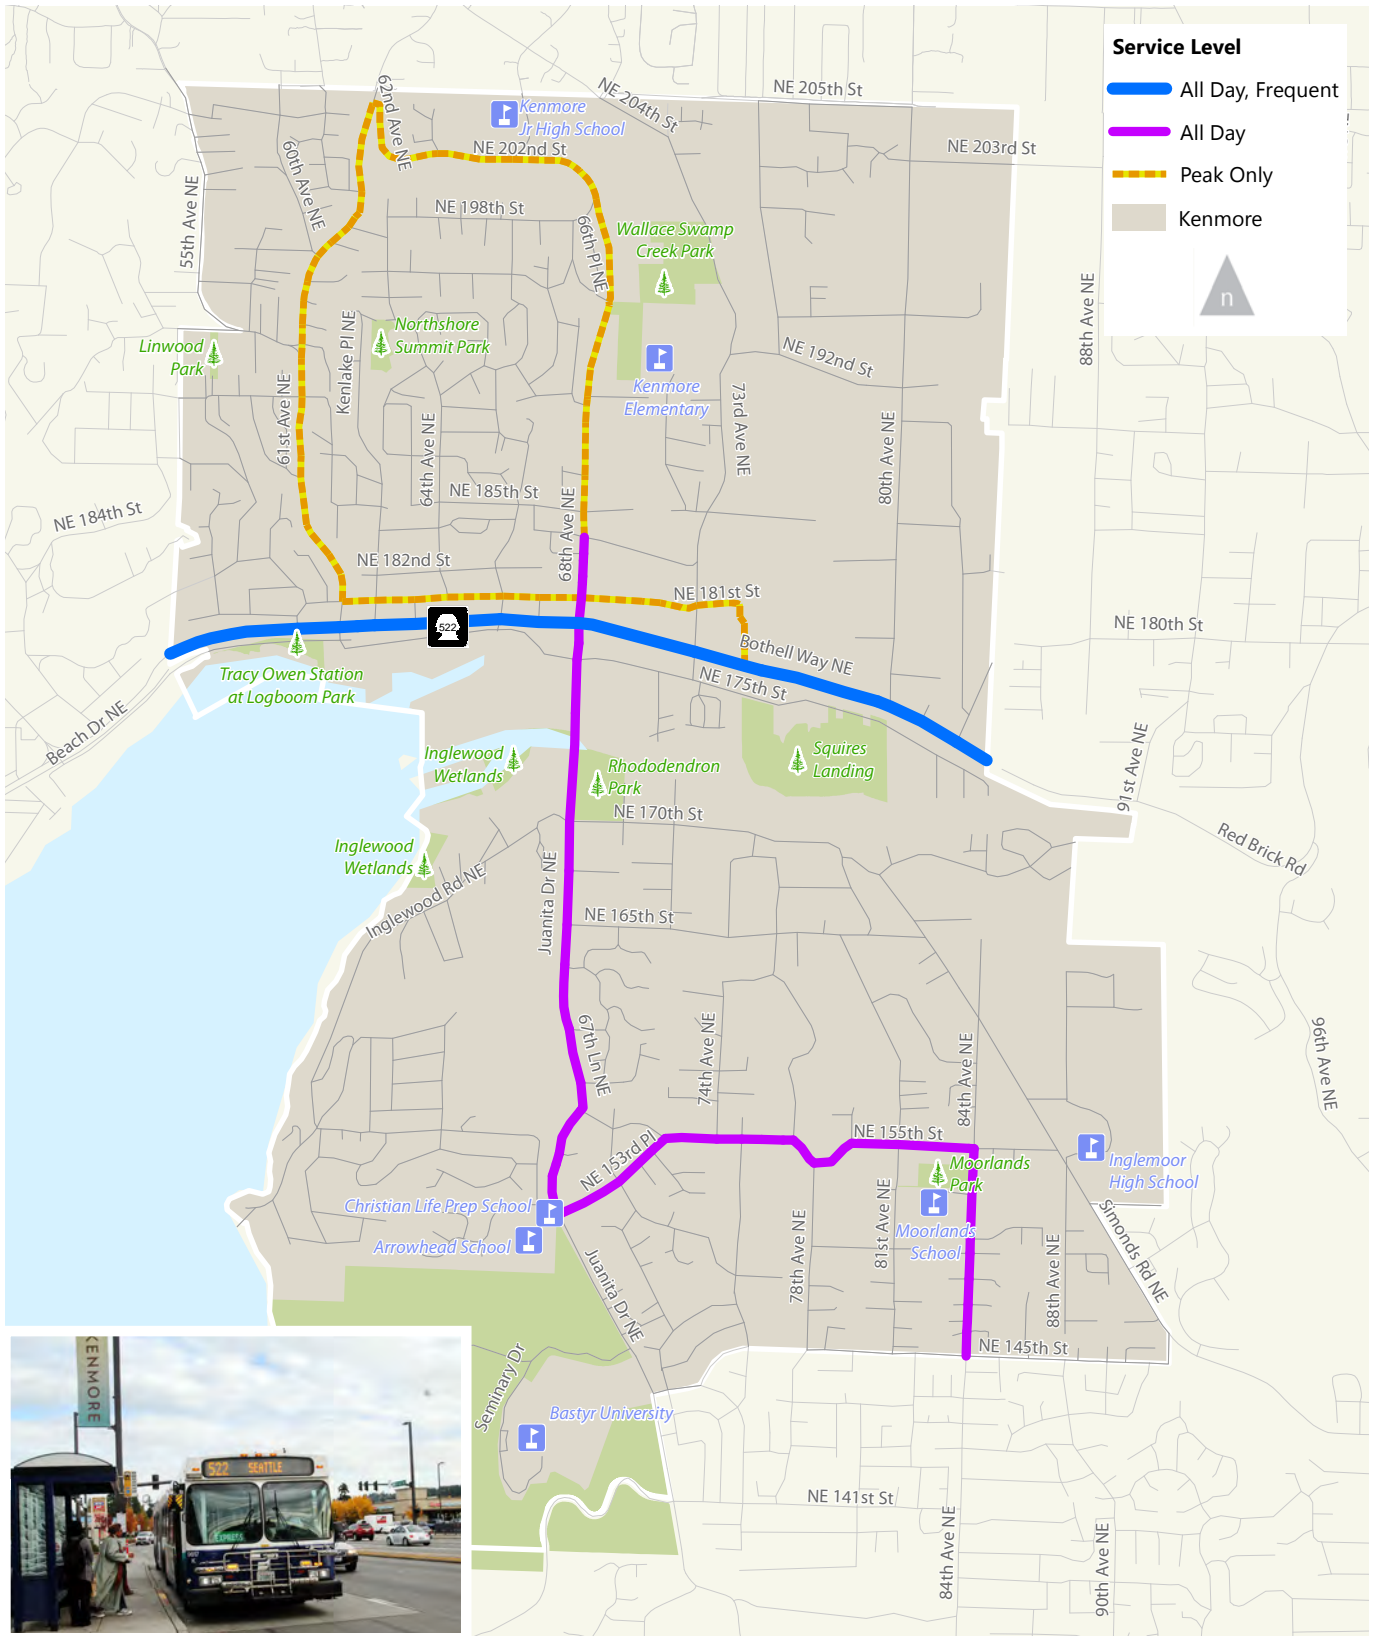 Service Level
All Day, Frequent
All Day
Peak Only
Kenmore
n
62nd Ave NE
Kenmore
Jr High School
NE 204th St
NE 205th St
NE 202nd St
NE 203rd St
60th Ave NE
55th Ave NE
NE 198th St
66th Pl NE
Wallace Swamp
Creek Park
88th Ave NE
Linwood
Park
Kenlake Pl NE
Northshore
Summit Park
NE 192nd St
Kenmore
Elementary
61st Ave NE
64th Ave NE
73rd Ave NE
80th Ave NE
NE 185th St
NE 184th St
68th Ave NE
NE 182nd St
NE 181st St
522
NE 180th St
Bothell Way NE
Tracy Owen Station
at Logboom Park
NE 175th St
Beach Dr NE
Inglewood
Wetlands
Rhododendron
Park
Squires
Landing
91st Ave NE
NE 170th St
Red Brick Rd
Inglewood
Wetlands
Inglewood Rd NE
Juanita Dr NE
NE 165th St
67th Ln NE
74th Ave NE
84th Ave NE
96th Ave NE
NE 153rd Pl
NE 155th St
Moorlands
Park
Inglemoor
High School
Christian Life Prep School
Arrowhead School
Moorlands
School
81st Ave NE
78th Ave NE
88th Ave NE
Simonds Rd NE
Juanita Dr NE
NE 145th St
Seminary Dr
Bastyr University
NE 141st St
84th Ave NE
90th Ave NE
KENMORE
522 SEATTLE
EXPRESS